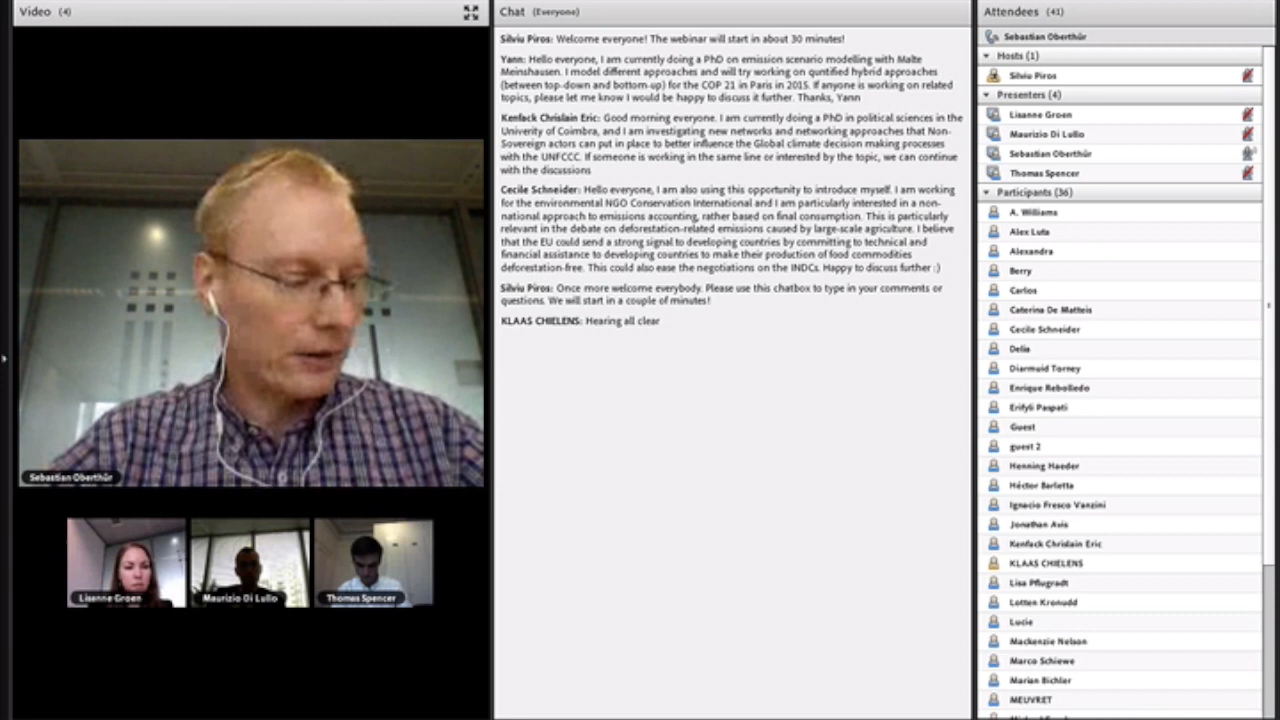 Video (4)
Sebastian Oberthür
Lisanne Groen
Maurizio Di Lullo
Thomas Spencer
Chat (Everyone)
Silviu Piros: Welcome everyone! The webinar will start in about 30 minutes!
Yann: Hello everyone, I am currently doing a PhD on emission scenario modelling with Malte
Meinshausen. I model different approaches and will try working on quntified hybrid approaches
(between top-down and bottom-up) for the COP 21 in Paris in 2015. If anyone is working on related
topics, please let me know I would be happy to discuss it further. Thanks, Yann
Kenfack Chrislain Eric: Good morning everyone. I am currently doing a PhD in political sciences in the
Univerity of Coimbra, and I am investigating new networks and networking approaches that Non-
Sovereign actors can put in place to better influence the Global climate decision making processes
with the UNFCCC. If someone is working in the same line or interested by the topic, we can continue
with the discussions
Cecile Schneider: Hello everyone, I am also using this opportunity to introduce myself. I am working
for the environmental NGO Conservation International and I am particularly interested in a non-
national approach to emissions accounting, rather based on final consumption. This is particularly
relevant in the debate on deforestation-related emissions caused by large-scale agriculture. I believe
that the EU could send a strong signal to developing countries by committing to technical and
financial assistance to developing countries to make their production of food commodities
deforestation-free. This could also ease the negotiations on the INDCs. Happy to discuss further :)
Silviu Piros: Once more welcome everybody. Please use this chatbox to type in your comments or
questions. We will start in a couple of minutes!
KLAAS CHIELENS: Hearing all clear
Attendees (41)
Sebastian Oberthür
Hosts (1)
Silviu Piros
Presenters (4)
Lisanne Groen
Maurizio Di Lullo
Sebastian Oberthür
Thomas Spencer
Participants (36)
A. Williams
Alex Luta
Alexandra
Berry
Carlos
Caterina De Matteis
Cecile Schneider
Delia
Diarmuid Torney
Enrique Rebolledo
Erifyli Paspati
Guest
guest 2
Henning Haeder
Héctor Barletta
Ignacio Fresco Vanzini
Jonathan Avis
Kenfack Chrislain Eric
KLAAS CHIELENS
Lisa Pflugradt
Lotten Kronudd
Lucie
Mackenzie Nelson
Marco Schiewe
Marian Bichler
MEUVRET